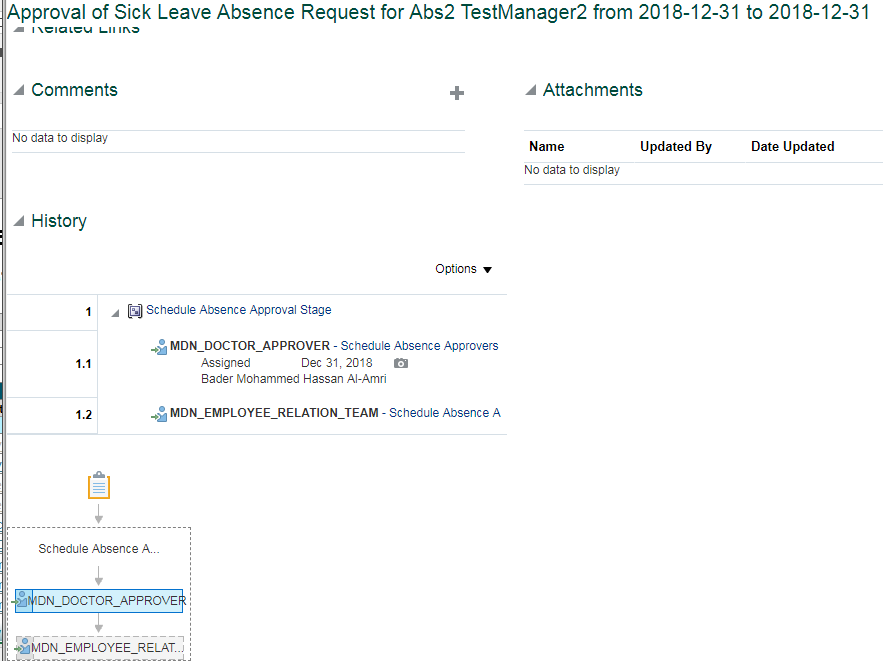 Approval of Sick Leave Absence Request for Abs2 TestManager2 from 2018-12-31 to 2018-12-31
Related Links
Comments
No data to display
Attachments
Name Updated By Date Updated
No data to display
History
Options
1 Schedule Absence Approval Stage
1.1 MDN_DOCTOR_APPROVER - Schedule Absence Approvers
Assigned Dec 31, 2018
Bader Mohammed Hassan Al-Amri
1.2 MDN_EMPLOYEE_RELATION_TEAM - Schedule Absence A
Schedule Absence A...
MDN_DOCTOR_APPROVER
MDN_EMPLOYEE_RELAT...